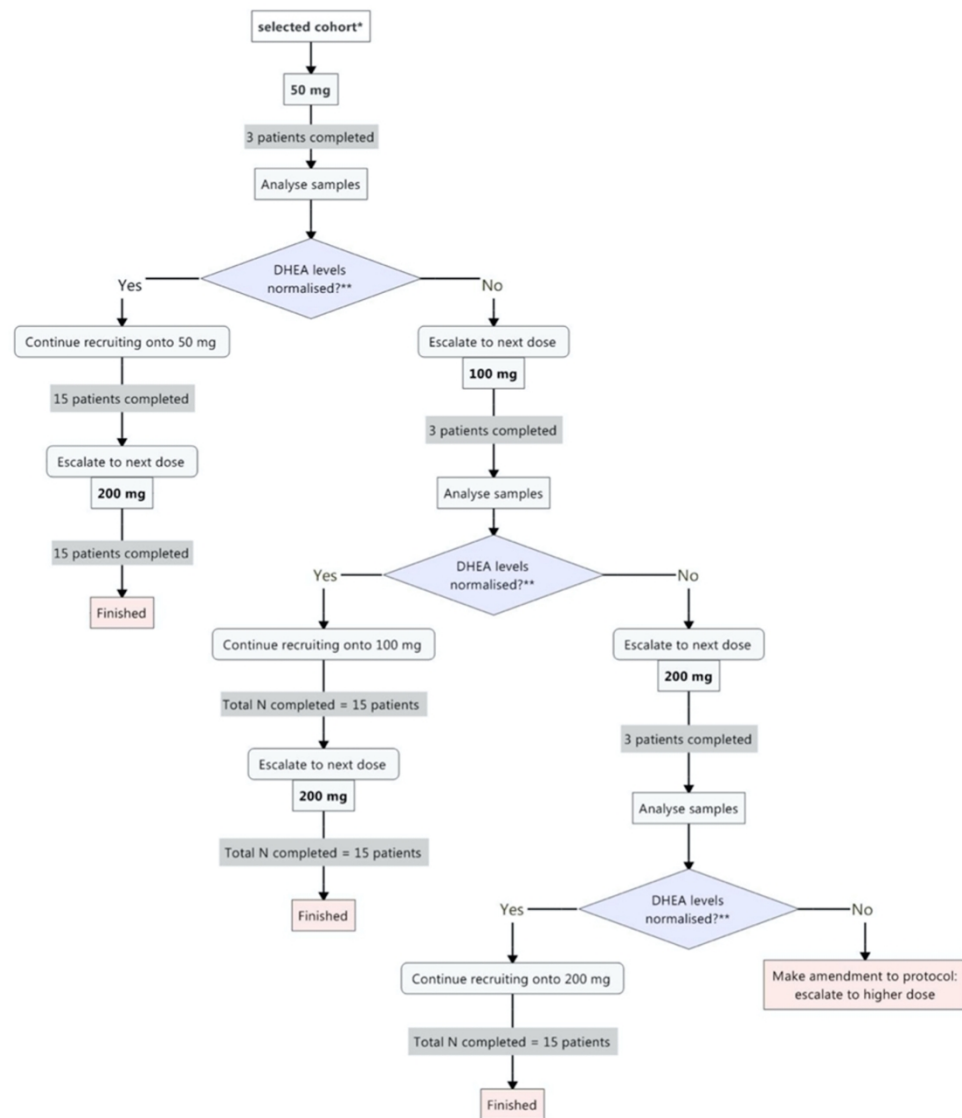 selected cohort*
50 mg
3 patients completed
Analyse samples
DHEA levels
normalised?**
Yes
No
Continue recruiting onto 50 mg
15 patients completed
Escalate to next dose
200 mg
15 patients completed
Finished
Escalate to next dose
100 mg
3 patients completed
Analyse samples
DHEA levels
normalised?**
Yes
No
Continue recruiting onto 100 mg
Total N completed = 15 patients
Escalate to next dose
200 mg
Total N completed = 15 patients
Finished
Escalate to next dose
200 mg
3 patients completed
Analyse samples
DHEA levels
normalised?**
Yes
No
Continue recruiting onto 200 mg
Total N completed = 15 patients
Finished
Make amendment to protocol:
escalate to higher dose